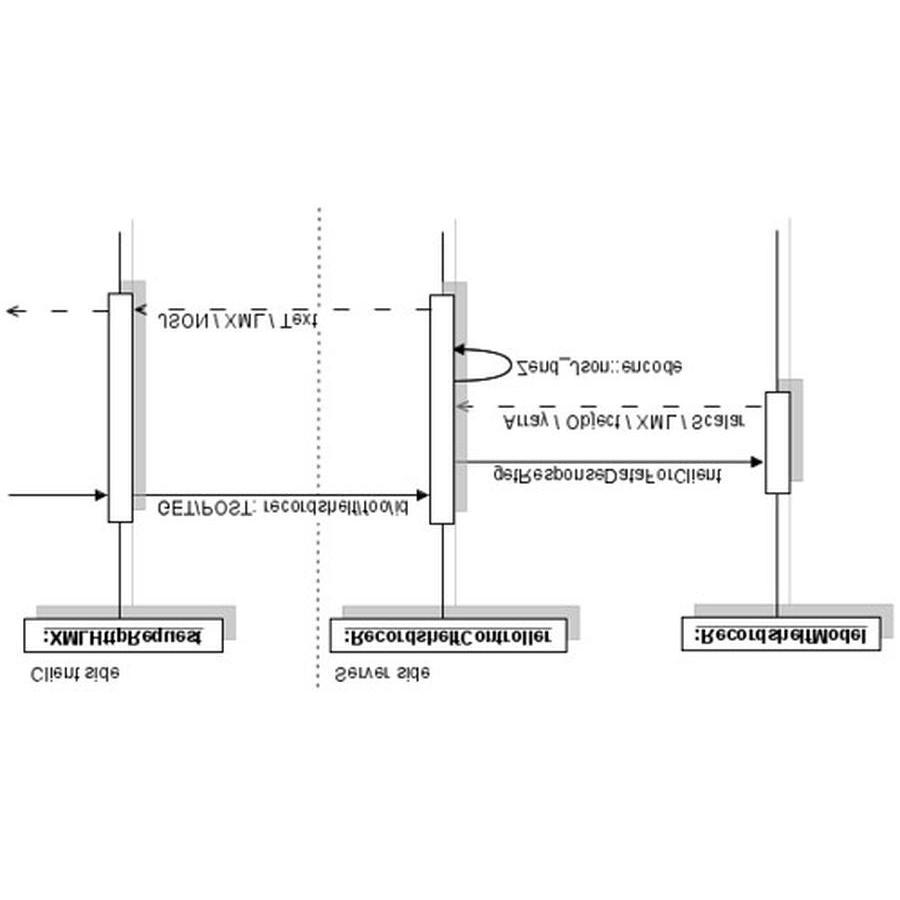 Client side
Server side
:XMLHttpRequest
:RecordshelfController
:RecordshelfModel
GET/POST: recordshelf/foo/id
getResponseDataForClient
Array / Object / XML / Scalar
Zend_Json::encode
JSON / XML / Text